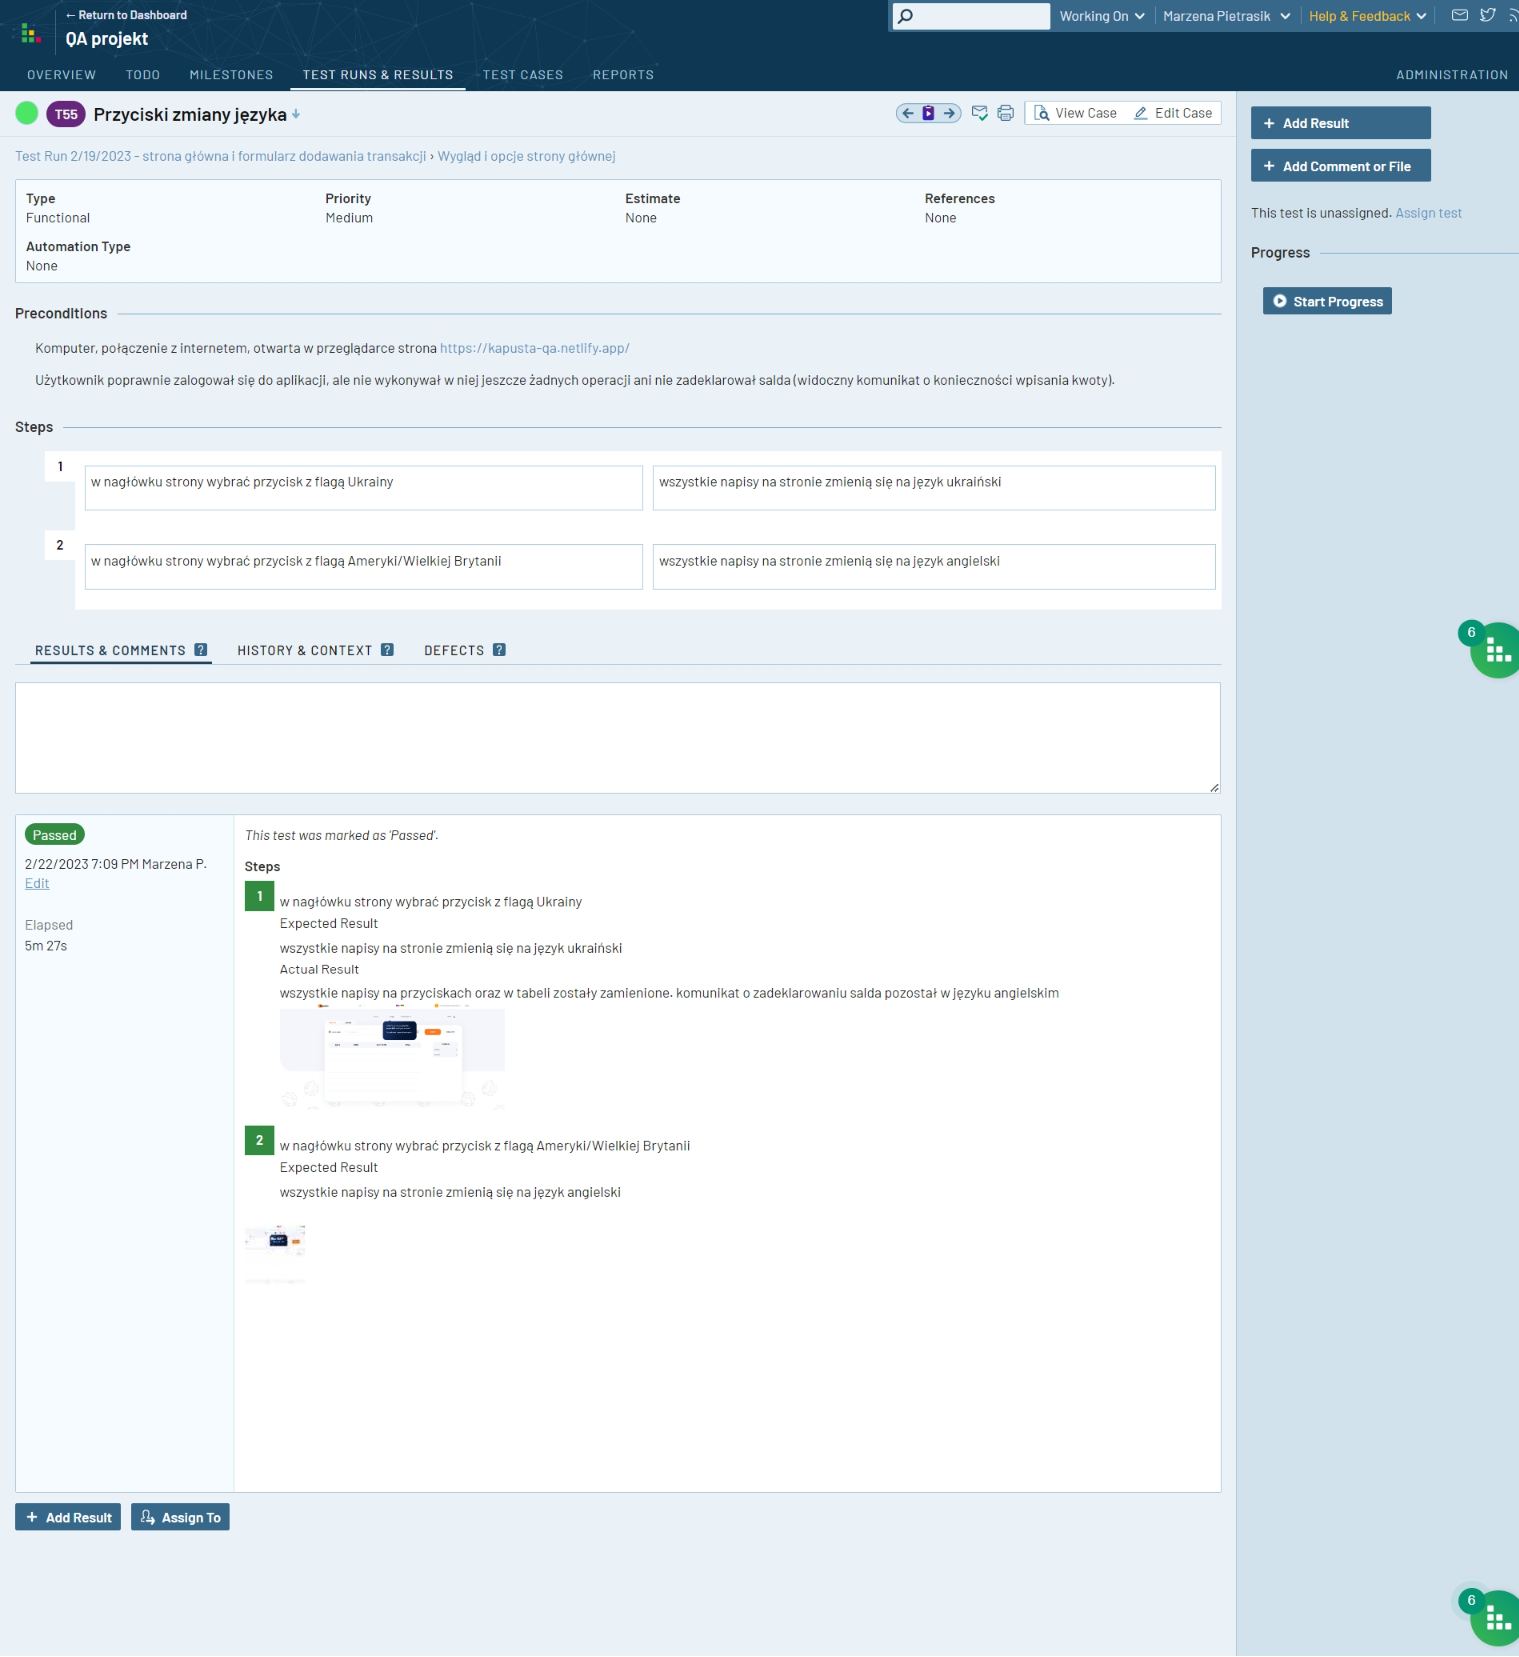 ← Return to Dashboard
QA projekt
Working On
Marzena Pietrasik
Help & Feedback
OVERVIEW
TODO
MILESTONES
TEST RUNS & RESULTS
TEST CASES
REPORTS
ADMINISTRATION
T55
Przyciski zmiany języka
View Case
Edit Case
Test Run 2/19/2023 - strona główna i formularz dodawania transakcji › Wygląd i opcje strony głównej
Type
Functional
Priority
Medium
Estimate
None
References
None
Automation Type
None
+ Add Result
+ Add Comment or File
This test is unassigned. Assign test
Progress
Start Progress
Preconditions
Komputer, połączenie z internetem, otwarta w przeglądarce strona https://kapusta-qa.netlify.app/
Użytkownik poprawnie zalogował się do aplikacji, ale nie wykonywał w niej jeszcze żadnych operacji ani nie zadeklarował salda (widoczny komunikat o konieczności wpisania kwoty).
Steps
1
w nagłówku strony wybrać przycisk z flagą Ukrainy
wszystkie napisy na stronie zmienią się na język ukraiński
2
w nagłówku strony wybrać przycisk z flagą Ameryki/Wielkiej Brytanii
wszystkie napisy na stronie zmienią się na język angielski
6
RESULTS & COMMENTS ?
HISTORY & CONTEXT ?
DEFECTS ?
Passed
2/22/2023 7:09 PM Marzena P.
Edit
Elapsed
5m 27s
This test was marked as 'Passed'.
Steps
1
w nagłówku strony wybrać przycisk z flagą Ukrainy
Expected Result
wszystkie napisy na stronie zmienią się na język ukraiński
Actual Result
wszystkie napisy na przyciskach oraz w tabeli zostały zamienione. komunikat o zadeklarowaniu salda pozostał w języku angielskim
2
w nagłówku strony wybrać przycisk z flagą Ameryki/Wielkiej Brytanii
Expected Result
wszystkie napisy na stronie zmienią się na język angielski
+ Add Result
Assign To
6